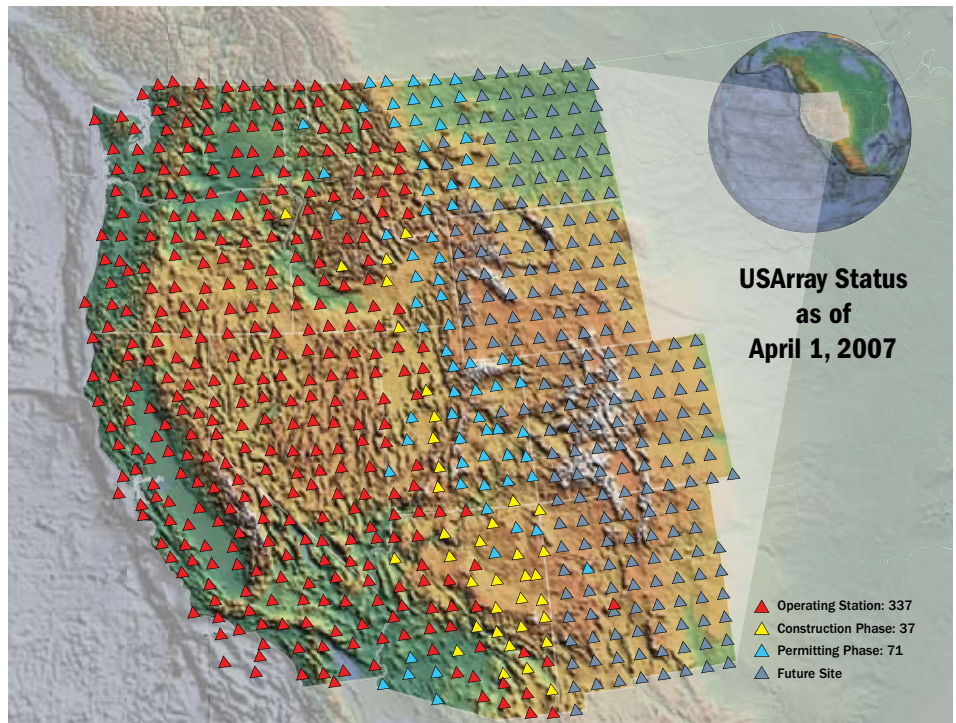 USArray Status
as of
April 1, 2007
Operating Station: 337
Construction Phase: 37
Permitting Phase: 71
Future Site